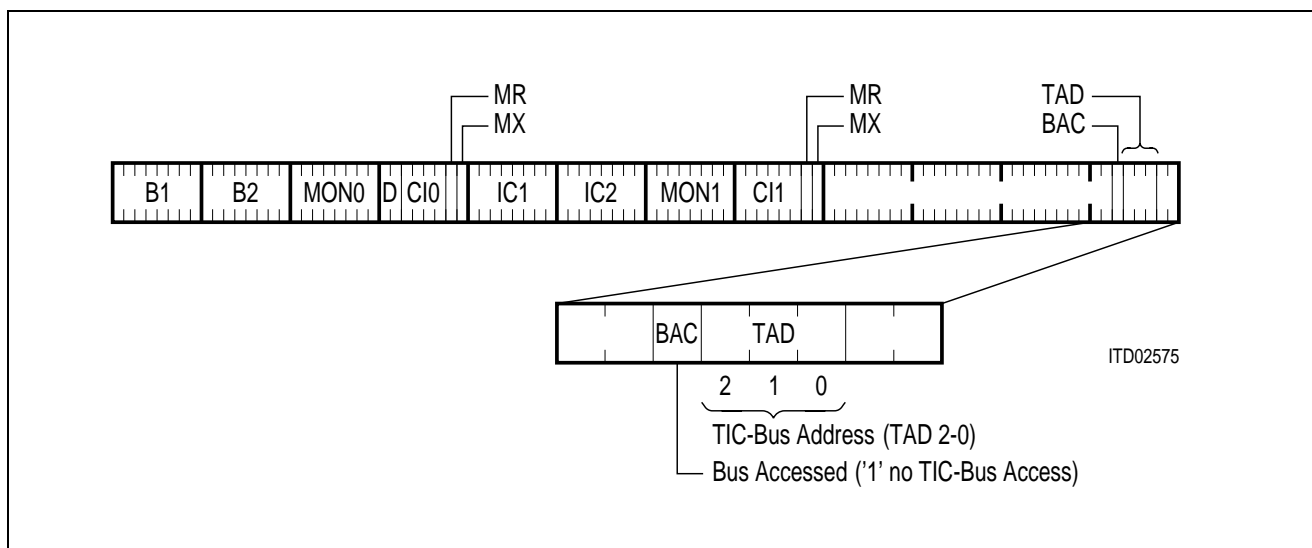 MR MR TAD
MX MX BAC
B1 B2 MON0 D CI0 IC1 IC2 MON1 CI1
BAC TAD
ITD02575
2 1 0
TIC-Bus Address (TAD 2-0)
Bus Accessed ('1' no TIC-Bus Access)